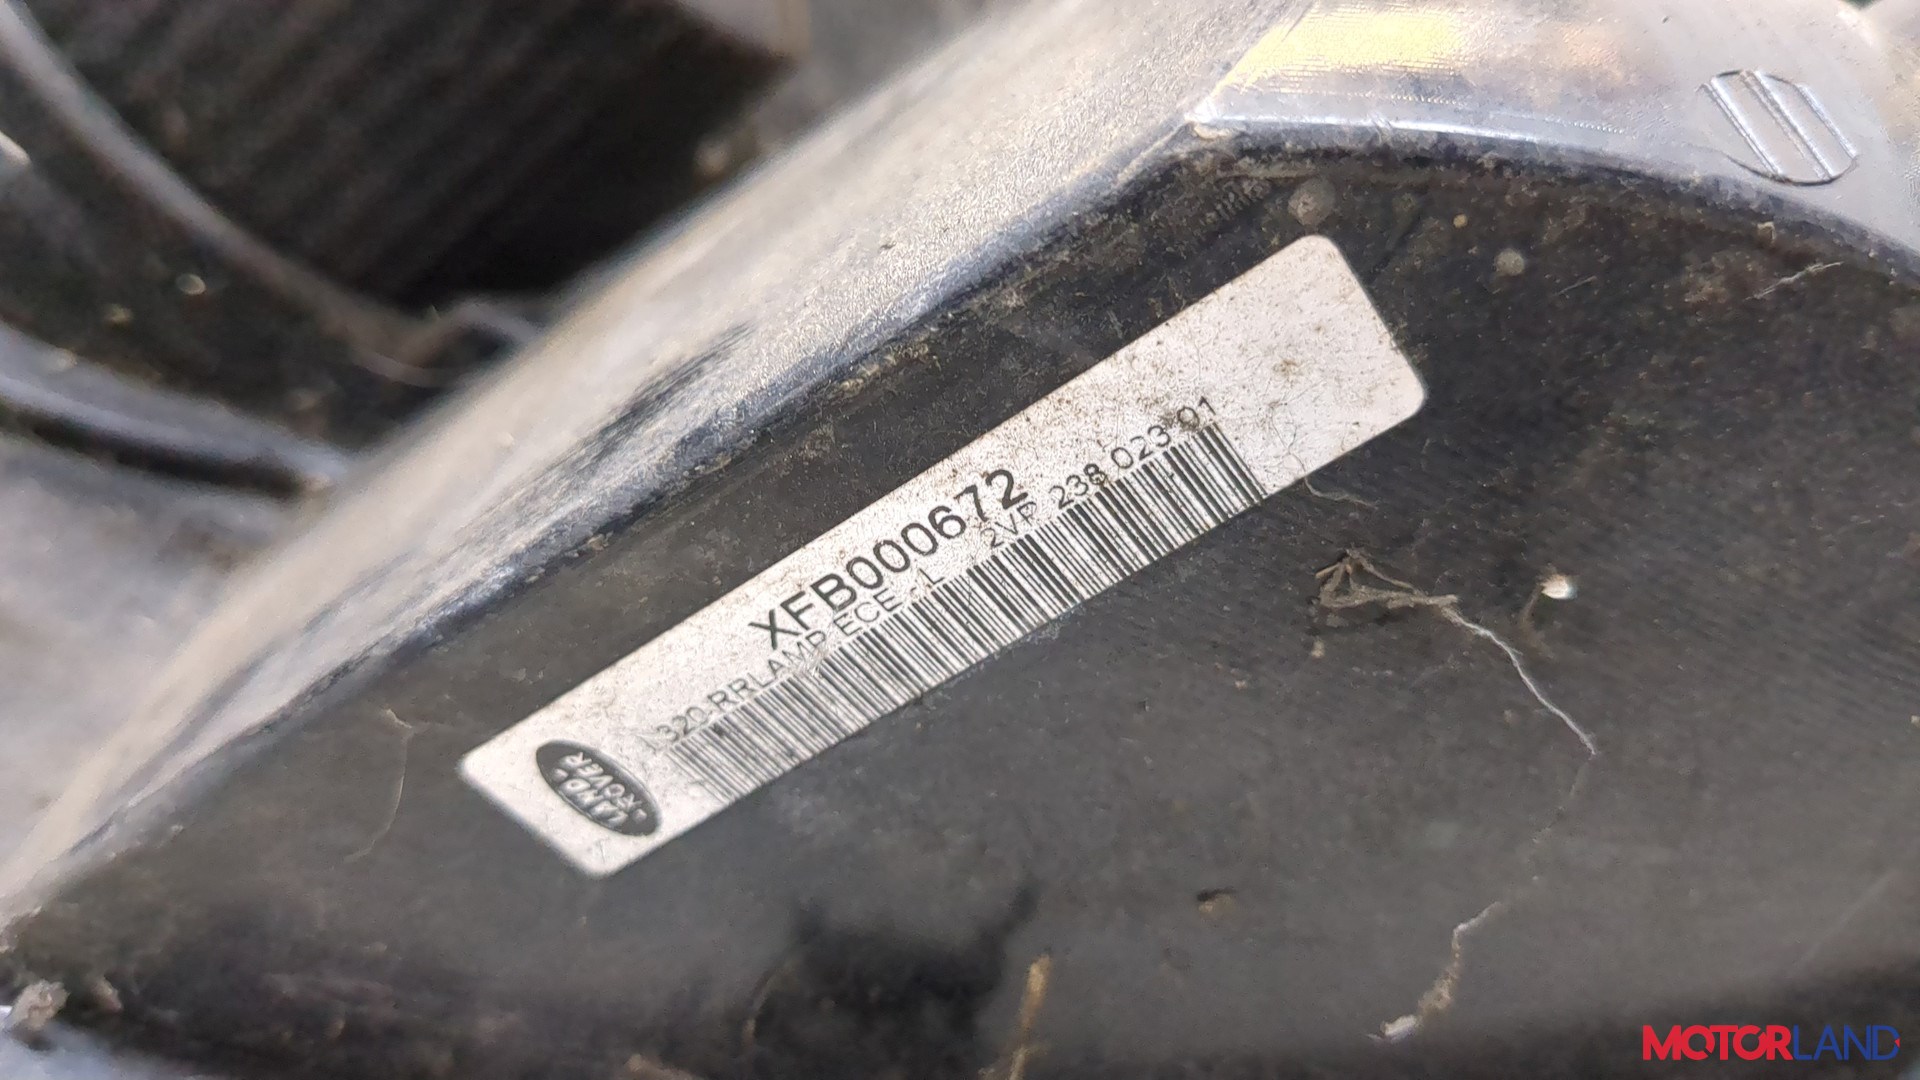 XFB000672
L320 RRLAMP ECE - L 2VP 238 023-01
LAND-
-ROVER
MOTORLAND